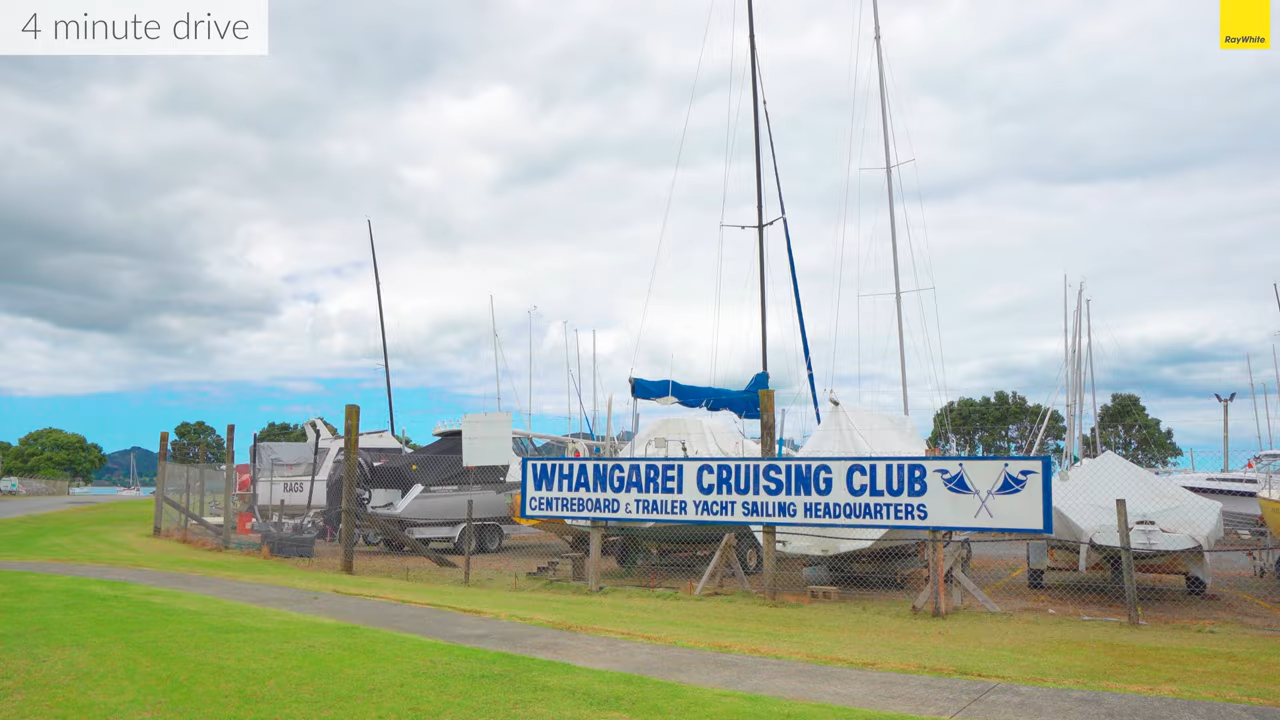 4 minute drive
RayWhite
WHANGAREI CRUISING CLUB
CENTREBOARD & TRAILER YACHT SAILING HEADQUARTERS
RAGS